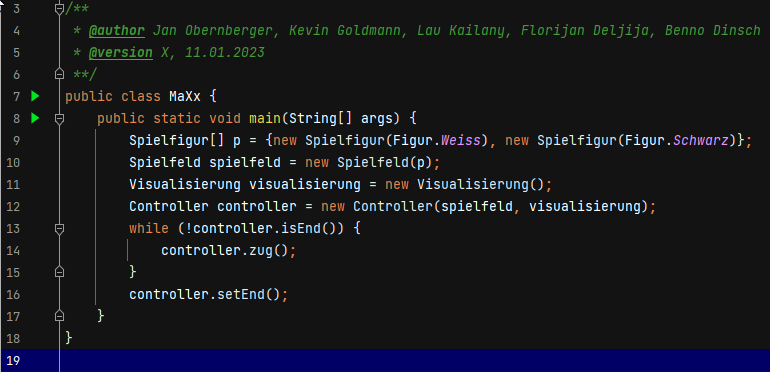 3 /**
4 * @author Jan Obernberger, Kevin Goldmann, Lau Kailany, Florijan Deljija, Benno Dinsch
5 * @version X, 11.01.2023
6 **/
7 public class MaXx {
8 public static void main(String[] args) {
9 Spielfigur[] p = {new Spielfigur(Figur.Weiss), new Spielfigur(Figur.Schwarz)};
10 Spielfeld spielfeld = new Spielfeld(p);
11 Visualisierung visualisierung = new Visualisierung();
12 Controller controller = new Controller(spielfeld, visualisierung);
13 while (!controller.isEnd()) {
14 controller.zug();
15 }
16 controller.setEnd();
17 }
18 }
19